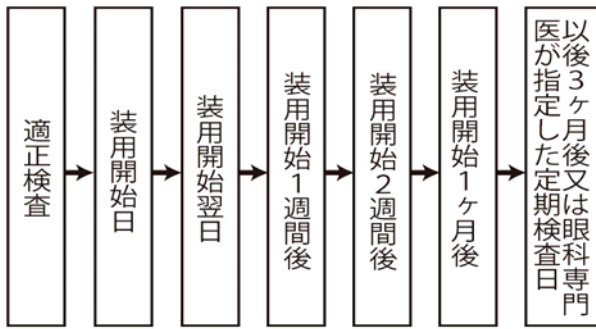 適正検査
装用開始日
装用開始翌日
装用開始1週間後
装用開始2週間後
装用開始1ヶ月後
以後3ヶ月後又は眼科専門
医が指定した定期検査日